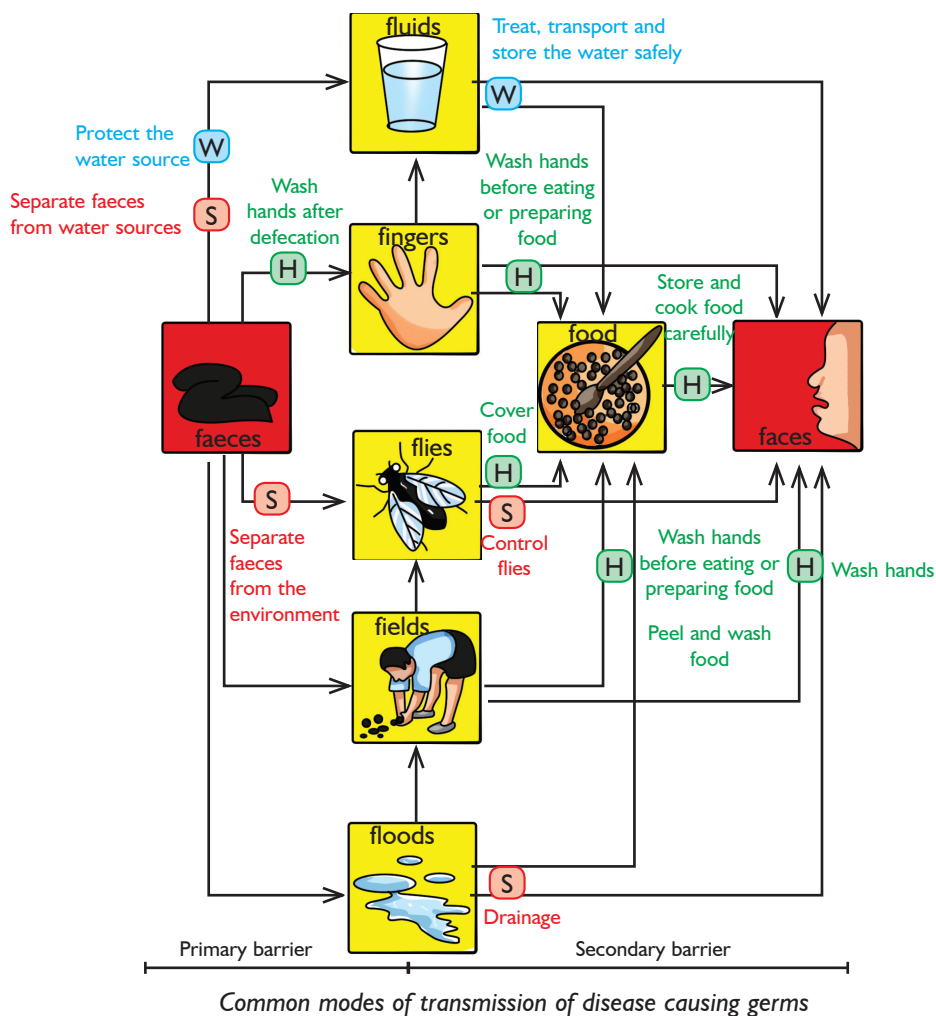 fluids
Treat, transport and
store the water safely
W
Protect the
water source
W
Separate faeces
from water sources
S
Wash
hands after
defecation
H
fingers
Wash hands
before eating
or preparing
food
H
Store and
cook food
carefully
H
food
faeces
faces
flies
Cover
food
H
S
Control
flies
S
Separate
faeces
from the
environment
Wash hands
before eating or
preparing food
H
H
Wash hands
Peel and wash
food
fields
floods
S
Drainage
Primary barrier
Secondary barrier
Common modes of transmission of disease causing germs